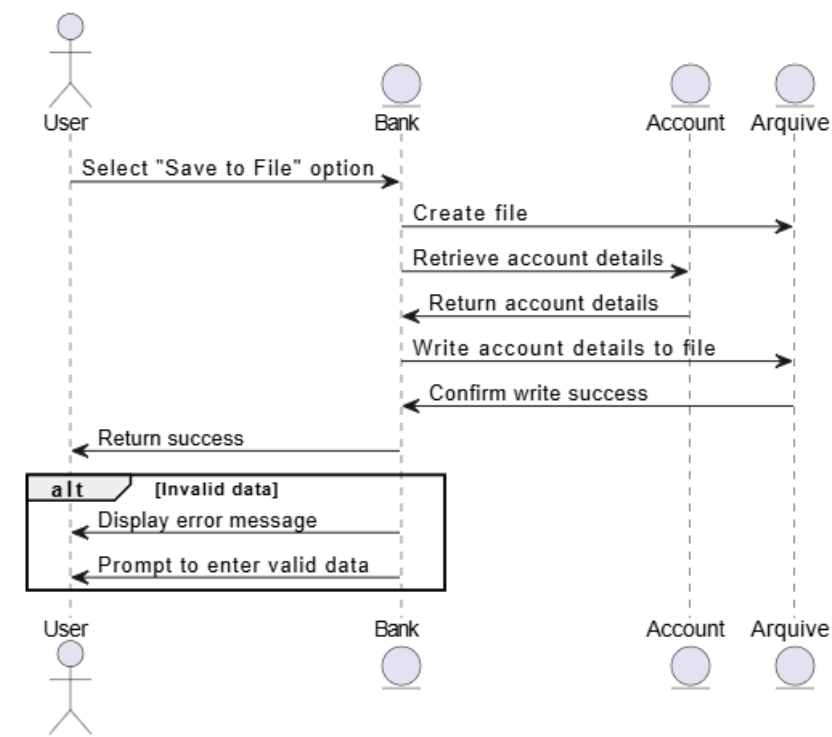 User
Bank
Account
Arquive
Select "Save to File" option
Create file
Retrieve account details
Return account details
Write account details to file
Confirm write success
Return success
alt
[Invalid data]
Display error message
Prompt to enter valid data
User
Bank
Account
Arquive